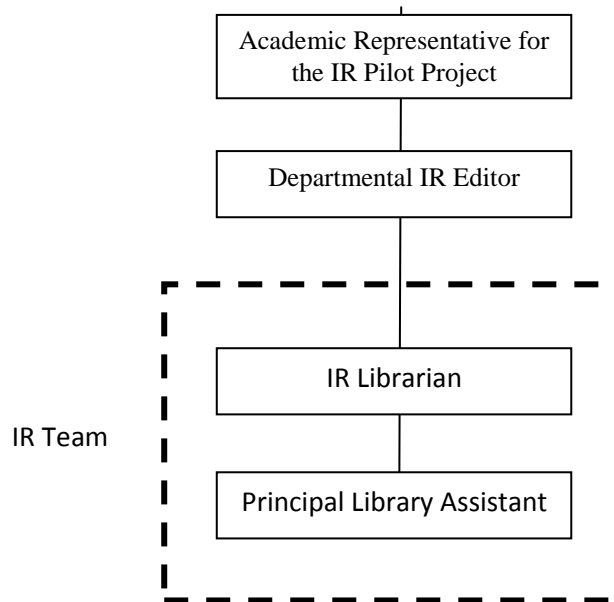 Academic Representative for
the IR Pilot Project
Departmental IR Editor
IR Librarian
IR Team
Principal Library Assistant